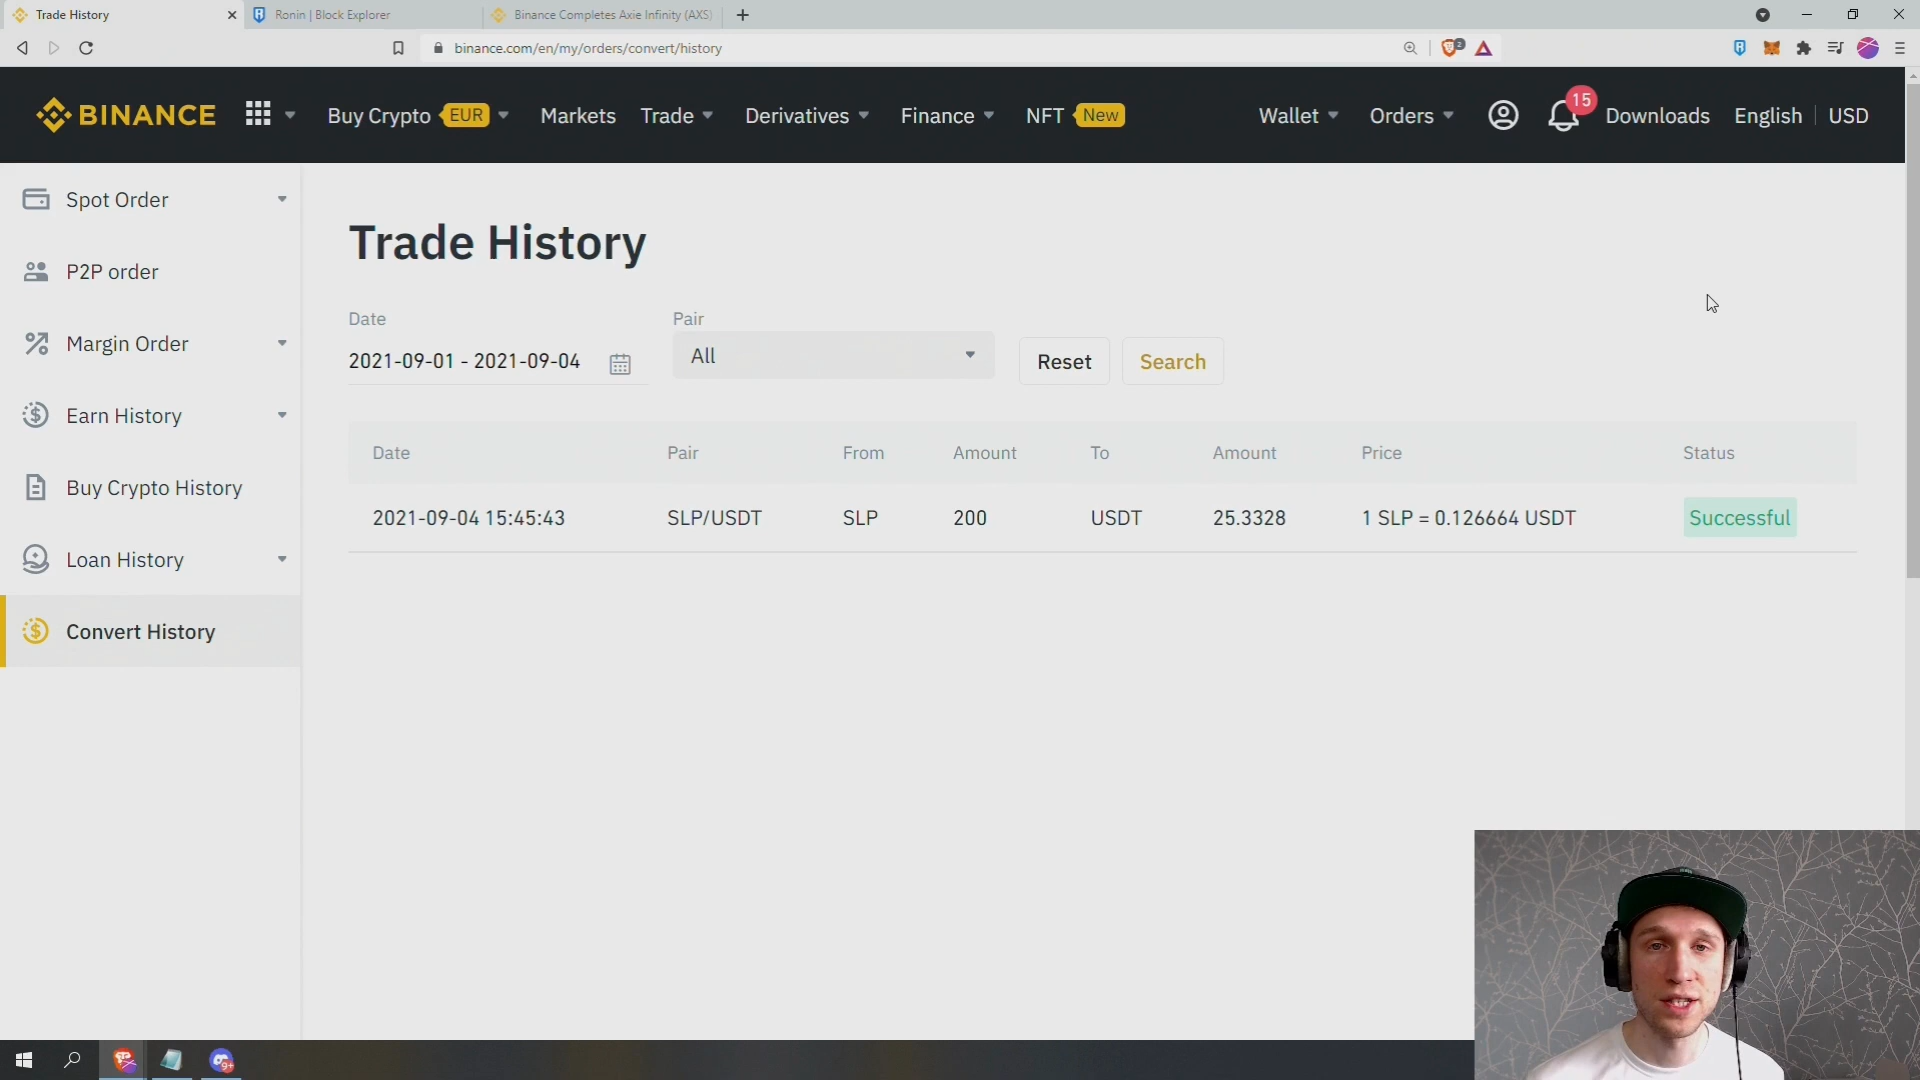 Trade History
Ronin | Block Explorer
Binance Completes Axie Infinity (AXS)
binance.com/en/my/orders/convert/history
2
BINANCE
Buy Crypto EUR
Markets
Trade
Derivatives
Finance
NFT New
Wallet
Orders
15
Downloads
English
USD
Spot Order
P2P order
Margin Order
Earn History
Buy Crypto History
Loan History
Convert History
Trade History
Date
Pair
2021-09-01 - 2021-09-04
All
Reset
Search
Date Pair From Amount To Amount Price Status
2021-09-04 15:45:43 SLP/USDT SLP 200 USDT 25.3328 1 SLP = 0.126664 USDT Successful
9+